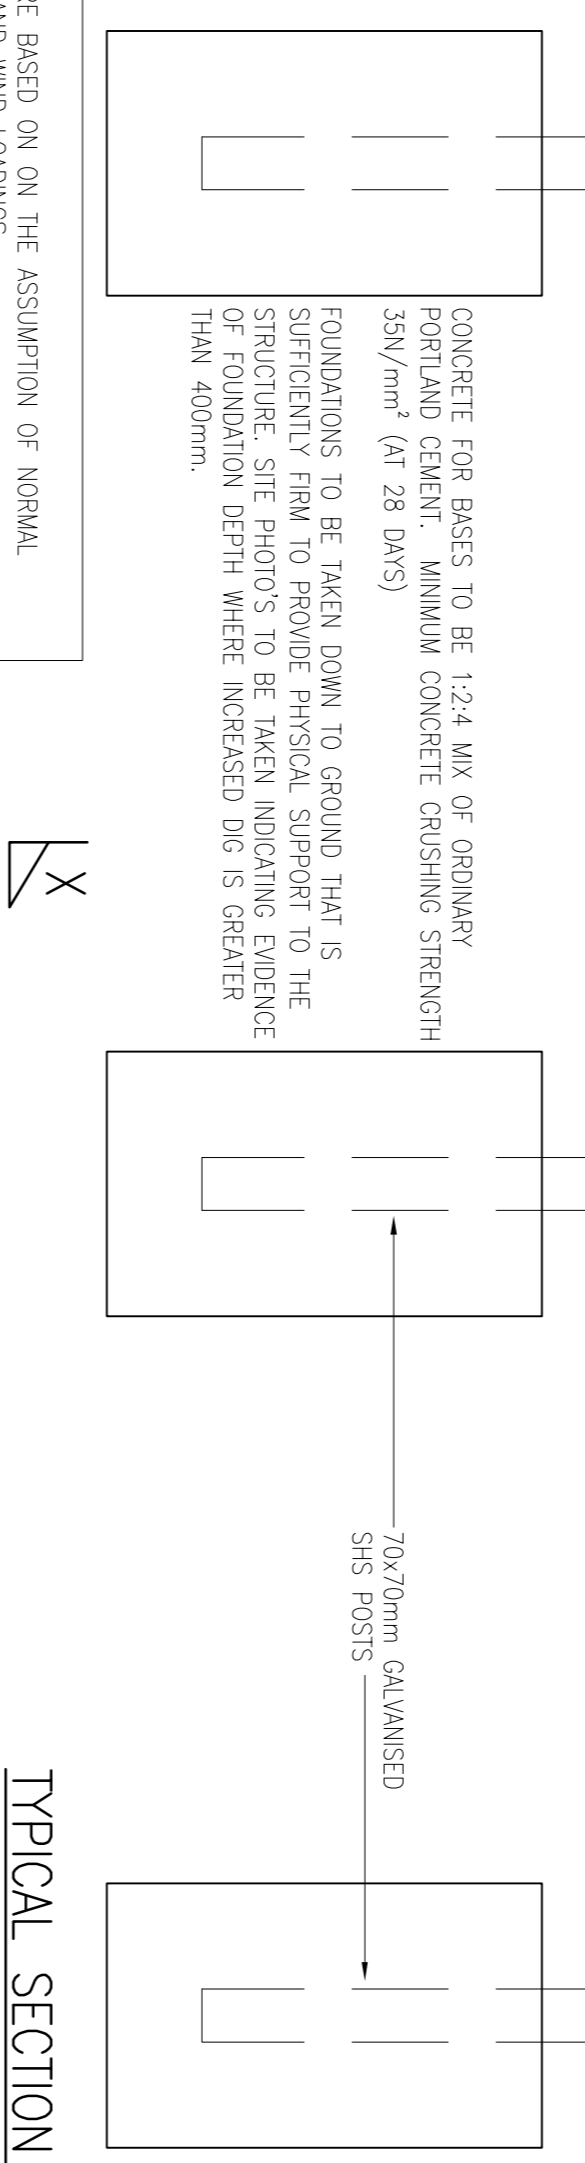 CONCRETE FOR BASES TO BE 1:2:4 MIX OF ORDINARY
PORTLAND CEMENT. MINIMUM CONCRETE CRUSHING STRENGTH
35N/mm² (AT 28 DAYS)
FOUNDATIONS TO BE TAKEN DOWN TO GROUND THAT IS
SUFFICIENTLY FIRM TO PROVIDE PHYSICAL SUPPORT TO THE
STRUCTURE. SITE PHOTO'S TO BE TAKEN INDICATING EVIDENCE
OF FOUNDATION DEPTH WHERE INCREASED DIG IS GREATER
THAN 400mm.
70x70mm GALVANISED
SHS POSTS
RE BASED ON ON THE ASSUMPTION OF NORMAL
AND WIND LOADINGS
X
TYPICAL SECTION